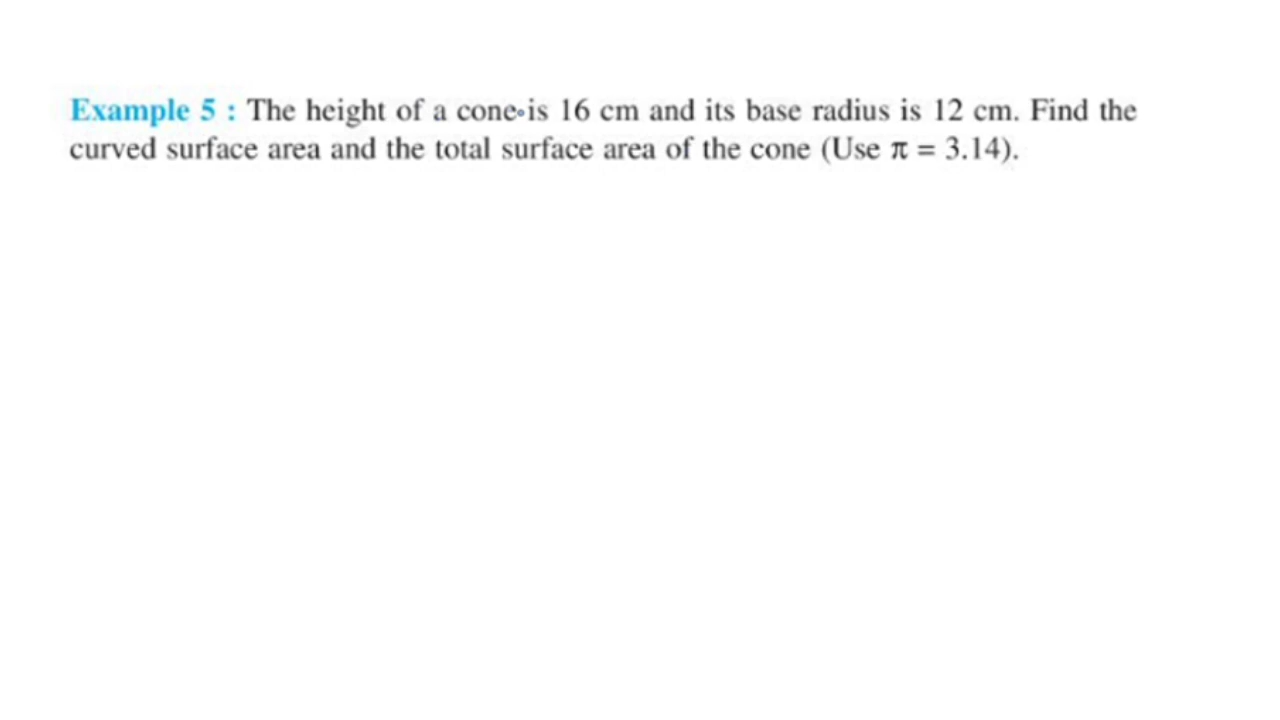 Example 5 : The height of a cone is 16 cm and its base radius is 12 cm. Find the
curved surface area and the total surface area of the cone (Use π = 3.14).